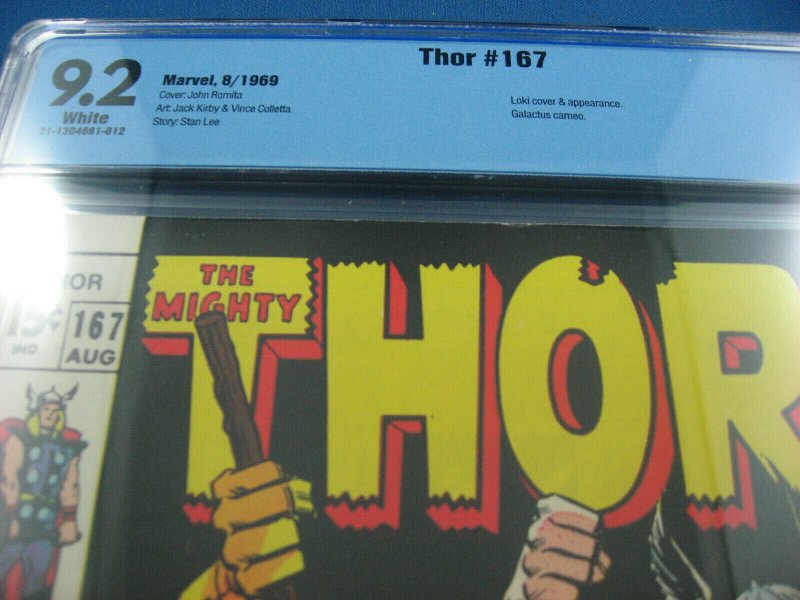 9.2
White
21-13D4681-012
Marvel, 8/1969
Cover: John Romita
Art: Jack Kirby & Vince Colletta
Story: Stan Lee
Thor #167
Loki cover & appearance.
Galactus cameo.
THOR
15¢
IND.
167
AUG
THE
MIGHTY
THOR